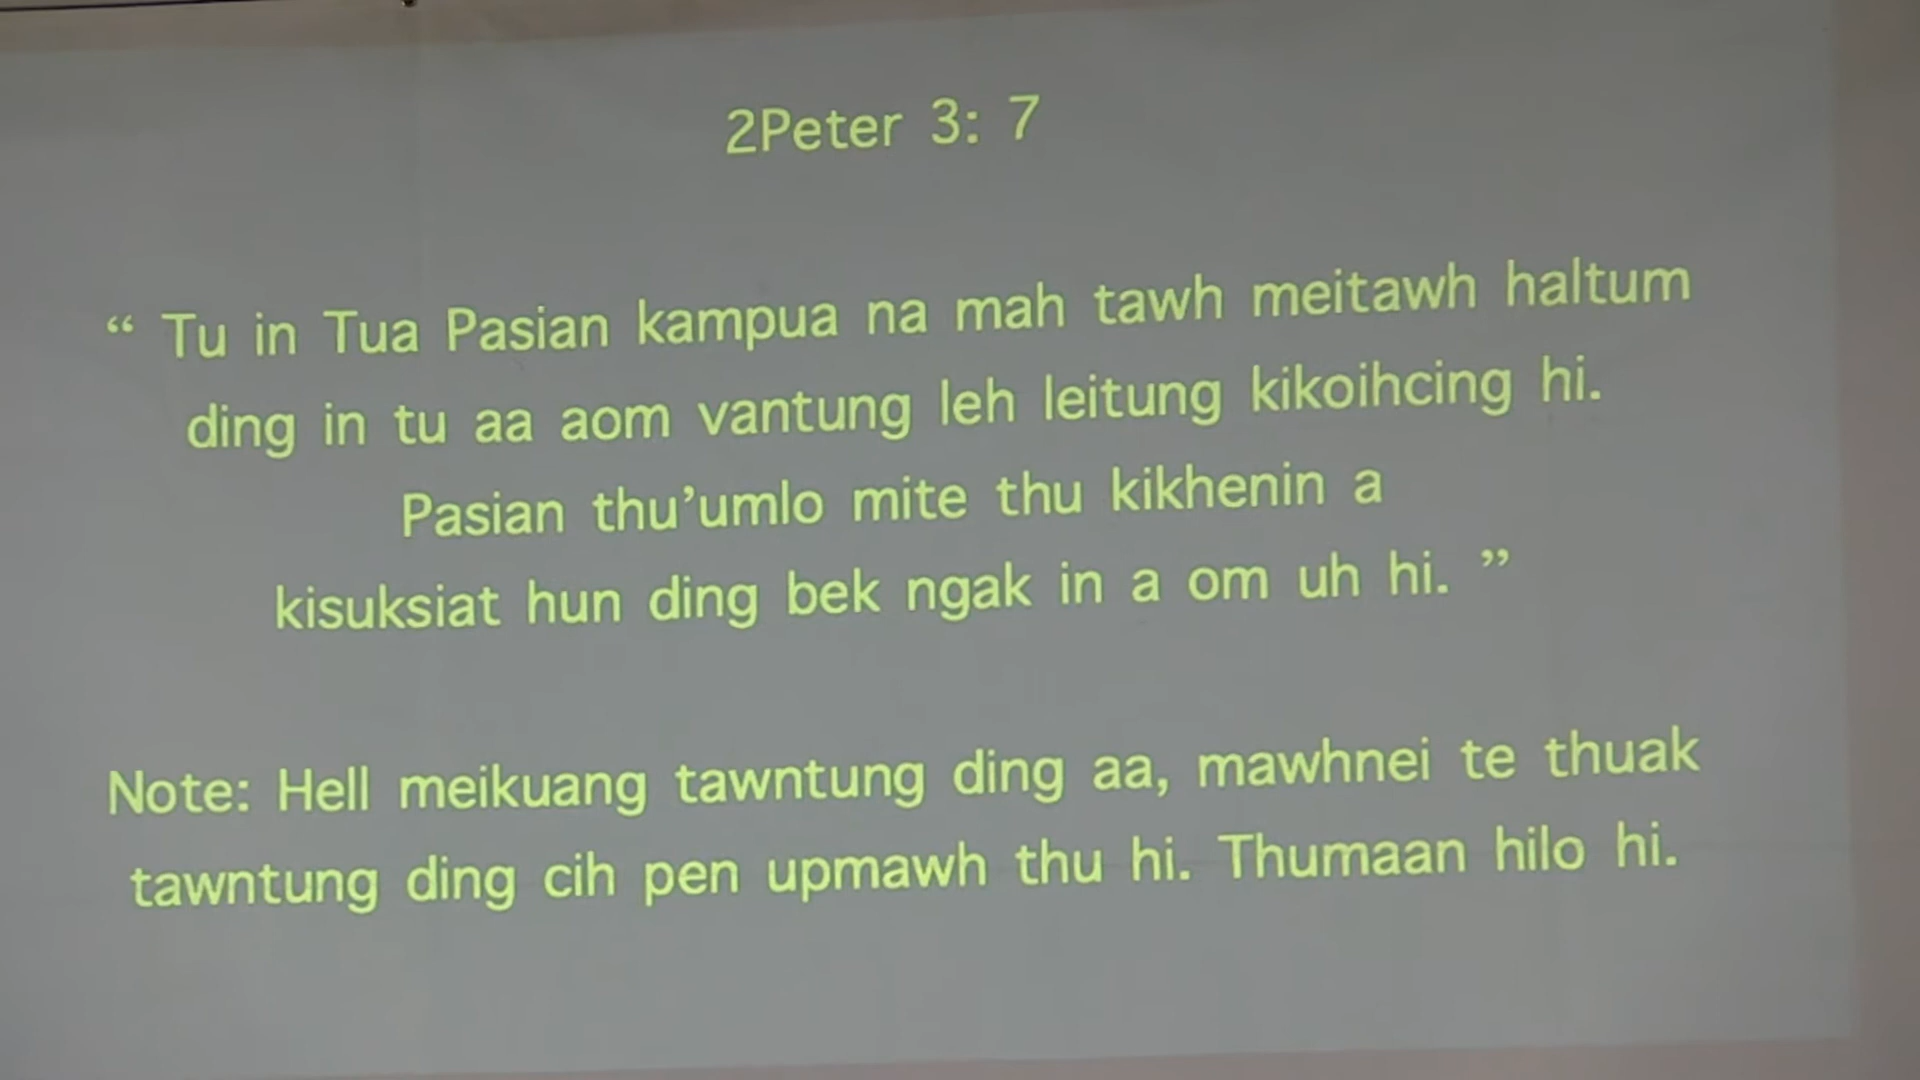 2Peter 3: 7
“ Tu in Tua Pasian kampua na mah tawh meitawh haltum
ding in tu aa aom vantung leh leitung kikoihcing hi.
Pasian thu’umlo mite thu kikhenin a
kisuksiat hun ding bek ngak in a om uh hi. ”
Note: Hell meikuang tawntung ding aa, mawhnei te thuak
tawntung ding cih pen upmawh thu hi. Thumaan hilo hi.